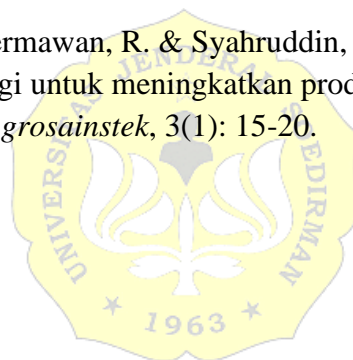 ermawan, R. & Syahruddin,
gi untuk meningkatkan prod
grosainstek, 3(1): 15-20.
UNIVERSITAS JENDERAL SOEDIRMAN
1963